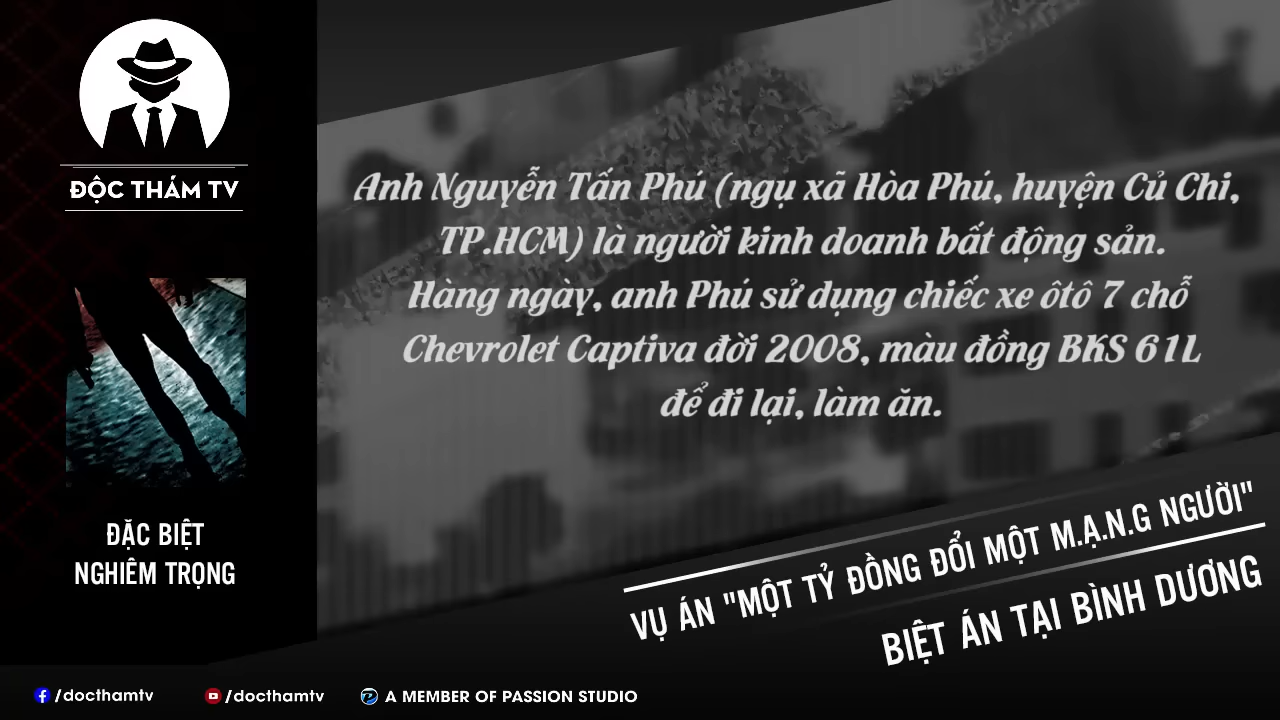 ĐỘC THÁM TV
ĐẶC BIỆT
NGHIÊM TRỌNG
Anh Nguyễn Tấn Phú (ngụ xã Hòa Phú, huyện Củ Chi,
TP.HCM) là người kinh doanh bất động sản.
Hàng ngày, anh Phú sử dụng chiếc xe ôtô 7 chỗ
Chevrolet Captiva đời 2008, màu đồng BKS 61L
để đi lại, làm ăn.
VỤ ÁN "MỘT TỶ ĐỒNG ĐỔI MỘT M.Ạ.N.G NGƯỜI"
BIỆT ÁN TẠI BÌNH DƯƠNG
/docthamtv
/docthamtv
A MEMBER OF PASSION STUDIO